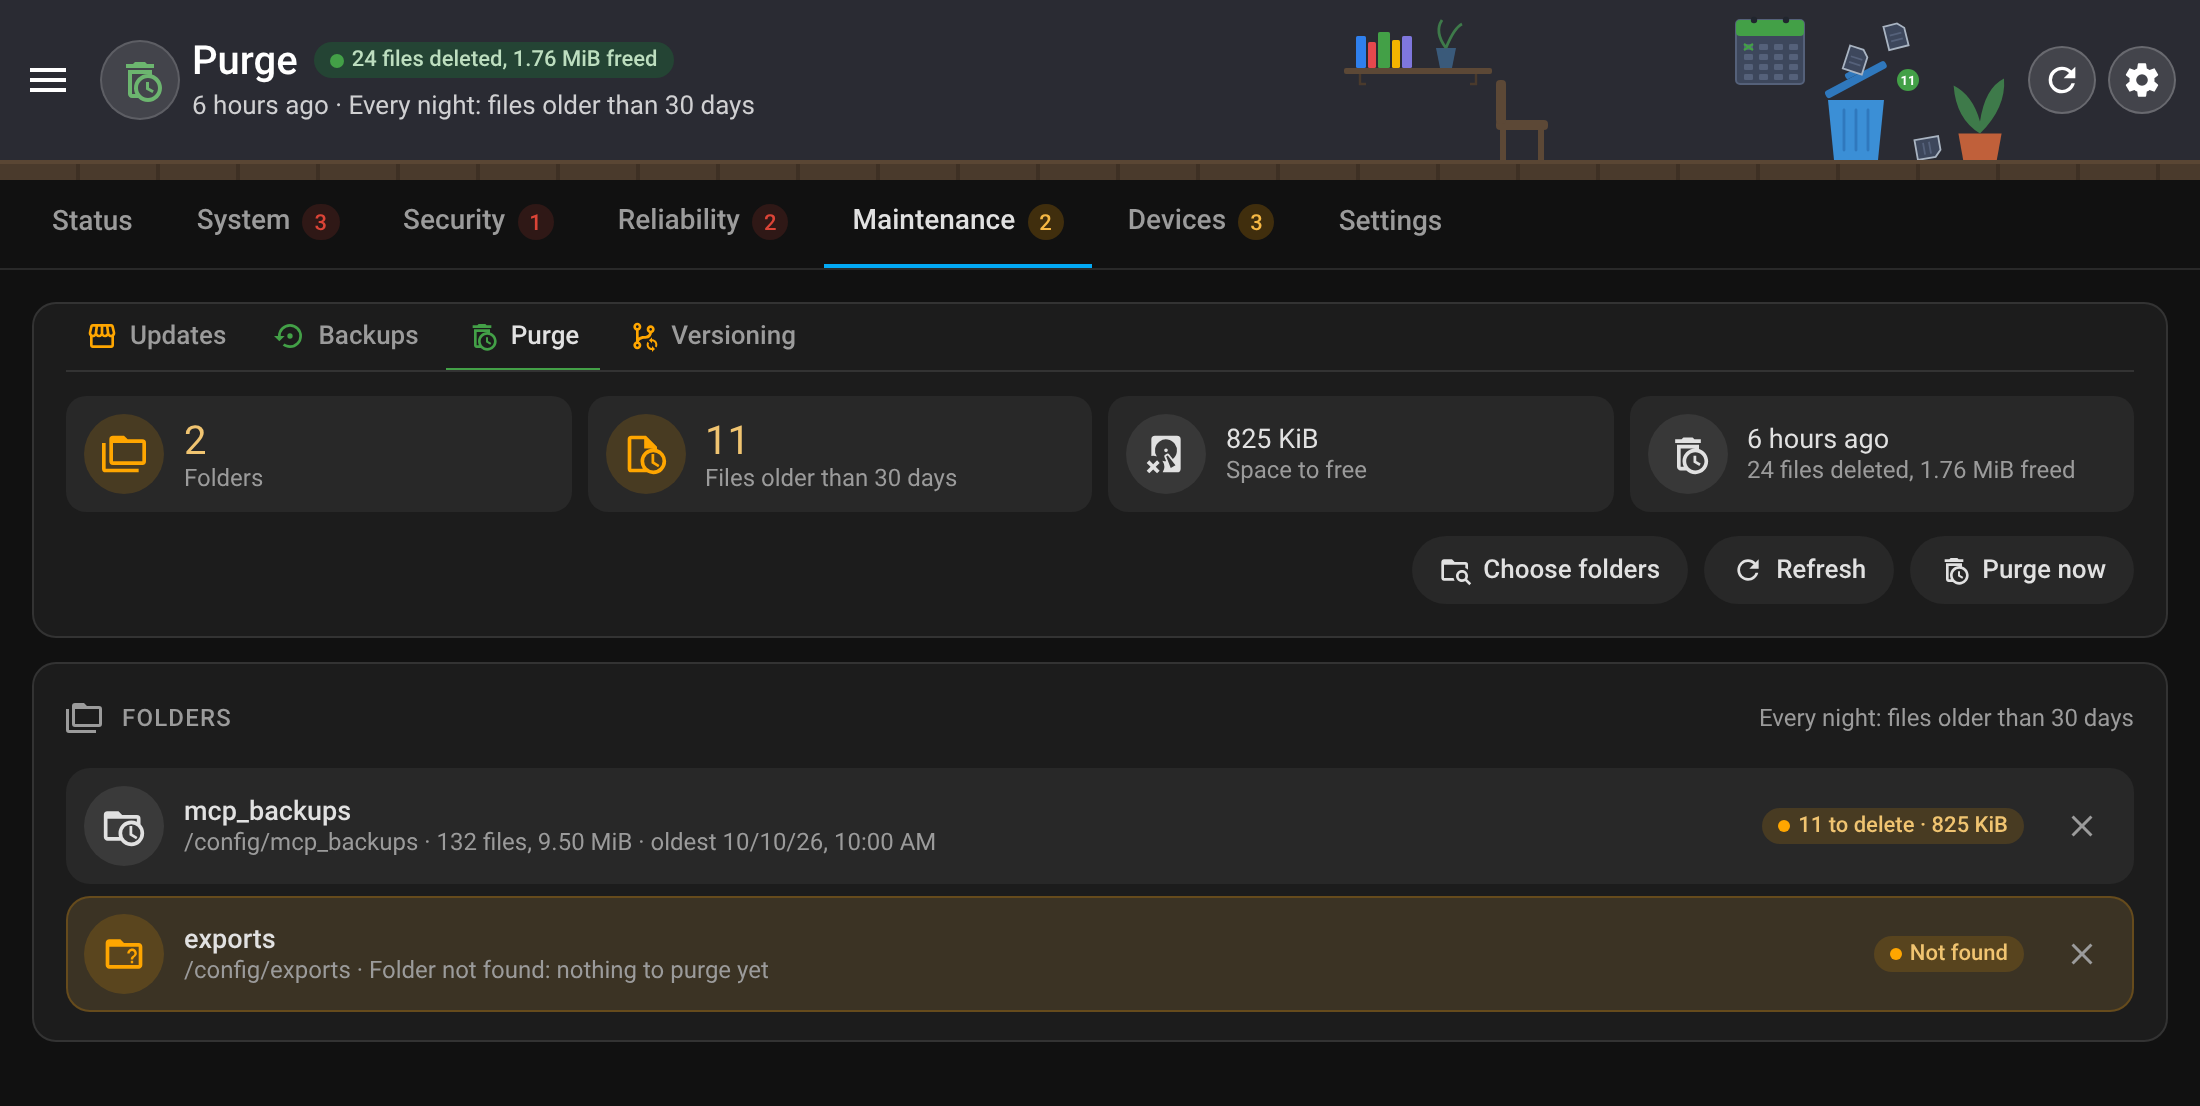 Purge
24 files deleted, 1.76 MiB freed
6 hours ago · Every night: files older than 30 days
11
Status
System 3
Security 1
Reliability 2
Maintenance 2
Devices 3
Settings
Updates
Backups
Purge
Versioning
2
Folders
11
Files older than 30 days
825 KiB
Space to free
6 hours ago
24 files deleted, 1.76 MiB freed
Choose folders
Refresh
Purge now
FOLDERS
Every night: files older than 30 days
mcp_backups
/config/mcp_backups · 132 files, 9.50 MiB · oldest 10/10/26, 10:00 AM
11 to delete · 825 KiB
exports
/config/exports · Folder not found: nothing to purge yet
Not found